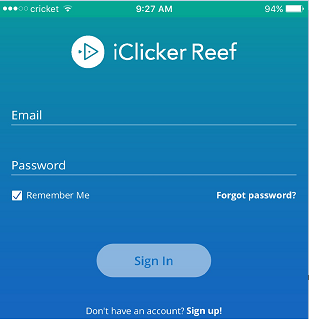 cricket 9:27 AM 94%
iClicker Reef
Email
Password
Remember Me Forgot password?
Sign In
Don't have an account? Sign up!